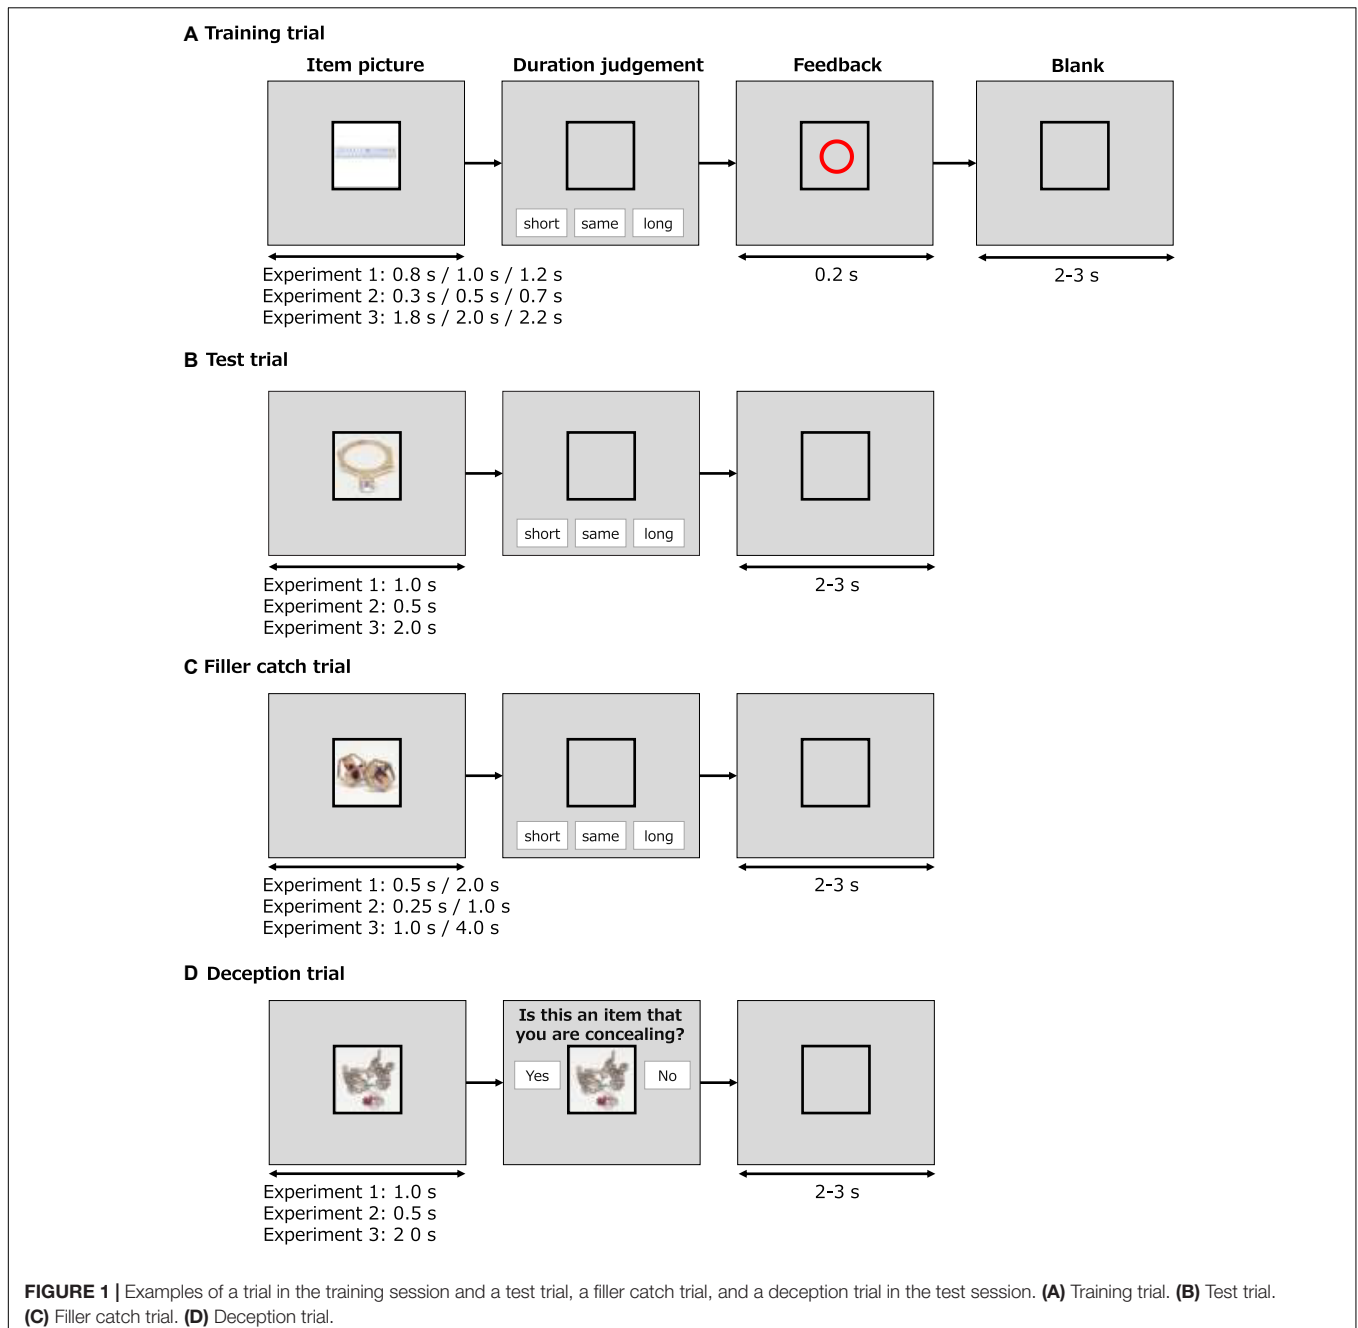 A Training trial
Item picture Duration judgement Feedback Blank
short same long
Experiment 1: 0.8 s / 1.0 s / 1.2 s
Experiment 2: 0.3 s / 0.5 s / 0.7 s
Experiment 3: 1.8 s / 2.0 s / 2.2 s
0.2 s
2-3 s
B Test trial
short same long
Experiment 1: 1.0 s
Experiment 2: 0.5 s
Experiment 3: 2.0 s
2-3 s
C Filler catch trial
short same long
Experiment 1: 0.5 s / 2.0 s
Experiment 2: 0.25 s / 1.0 s
Experiment 3: 1.0 s / 4.0 s
2-3 s
D Deception trial
Is this an item that
you are concealing?
Yes No
Experiment 1: 1.0 s
Experiment 2: 0.5 s
Experiment 3: 2 0 s
2-3 s
FIGURE 1 | Examples of a trial in the training session and a test trial, a filler catch trial, and a deception trial in the test session. (A) Training trial. (B) Test trial.
(C) Filler catch trial. (D) Deception trial.